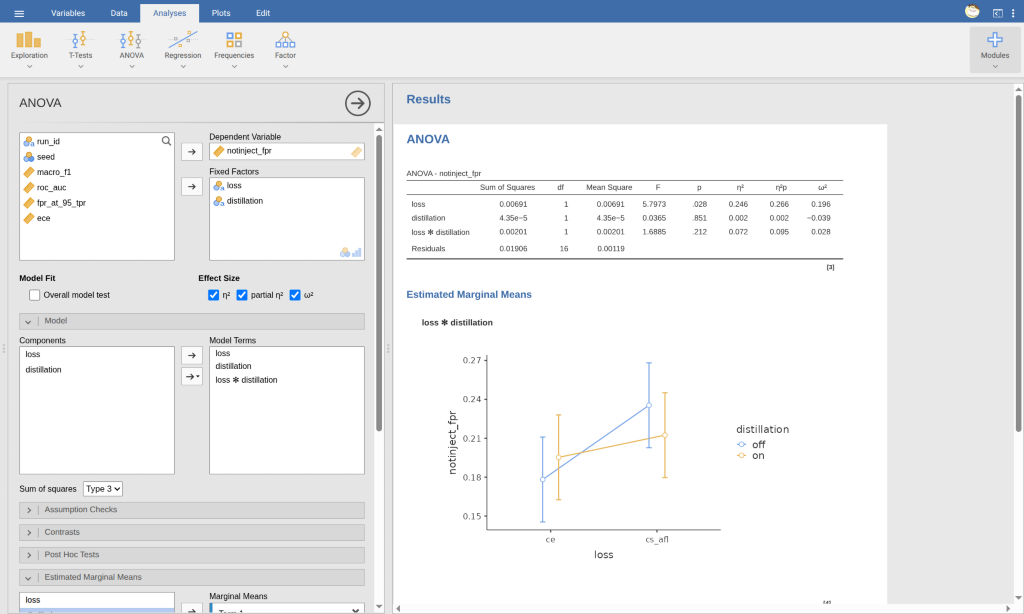 Variables Data Analyses Plots Edit
Exploration T-Tests ANOVA Regression Frequencies Factor Modules
ANOVA
run_id
seed
macro_f1
roc_auc
fpr_at_95_tpr
ece
Dependent Variable
notinject_fpr
Fixed Factors
loss
distillation
Model Fit
Overall model test
Effect Size
η² partial η² ω²
Model
Components
loss
distillation
Model Terms
loss
distillation
loss ✻ distillation
Sum of squares Type 3
Assumption Checks
Contrasts
Post Hoc Tests
Estimated Marginal Means
loss
Marginal Means
Results
ANOVA
ANOVA - notinject_fpr
Sum of Squares df Mean Square F p η² η²p ω²
loss 0.00691 1 0.00691 5.7973 .028 0.246 0.266 0.196
distillation 4.35e−5 1 4.35e−5 0.0365 .851 0.002 0.002 −0.039
loss ✻ distillation 0.00201 1 0.00201 1.6885 .212 0.072 0.095 0.028
Residuals 0.01906 16 0.00119
[3]
Estimated Marginal Means
loss ✻ distillation
0.27
0.24
0.21
0.18
0.15
notinject_fpr
ce cs_afl
loss
distillation
off
on